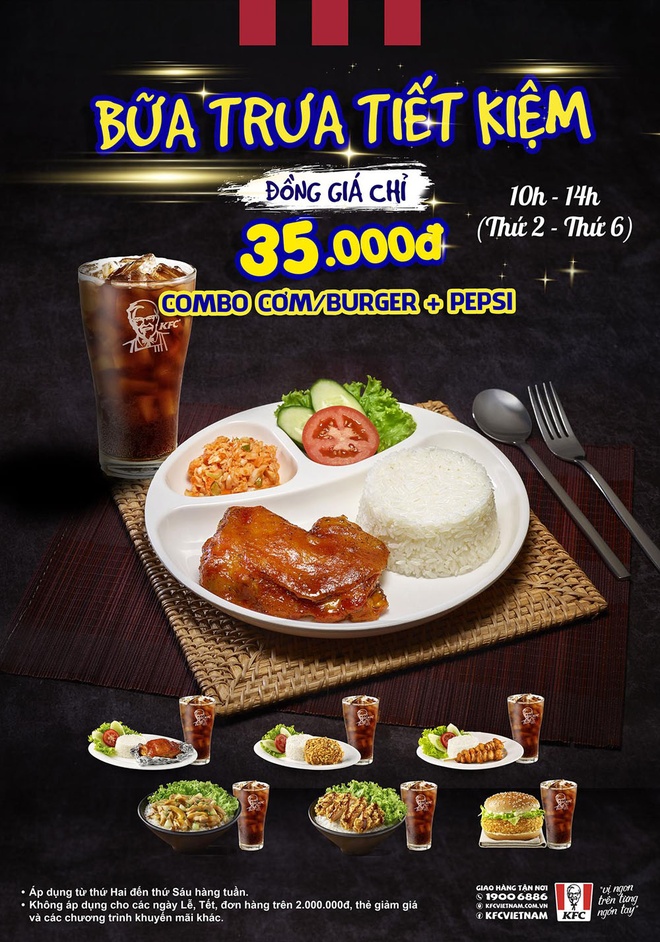 BỮA TRƯA TIẾT KIỆM
ĐỒNG GIÁ CHỈ
10h - 14h
(Thứ 2 - Thứ 6)
35.000đ
COMBO CƠM/BURGER + PEPSI
KFC
• Áp dụng từ thứ Hai đến thứ Sáu hàng tuần.
• Không áp dụng cho các ngày Lễ, Tết, đơn hàng trên 2.000.000đ, thẻ giảm giá
và các chương trình khuyến mãi khác.
GIAO HÀNG TẬN NƠI
1900 6886
KFCVIETNAM.COM.VN
KFCVIETNAM
KFC
"vị ngon
trên từng
ngón tay"